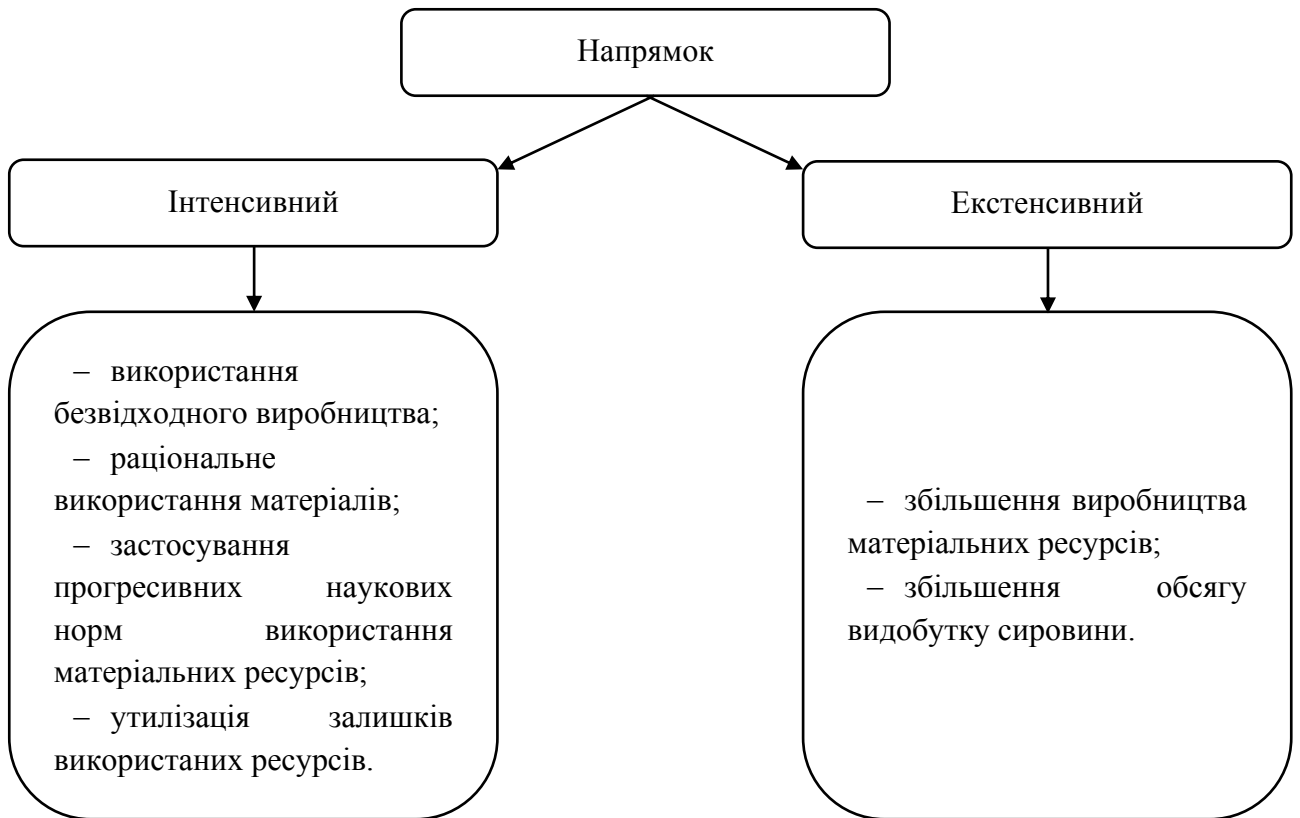 Напрямок
Інтенсивний
Екстенсивний
– використання
безвідходного виробництва;
– раціональне
використання матеріалів;
– застосування
прогресивних наукових
норм використання
матеріальних ресурсів;
– утилізація залишків
використаних ресурсів.
– збільшення виробництва
матеріальних ресурсів;
– збільшення обсягу
видобутку сировини.